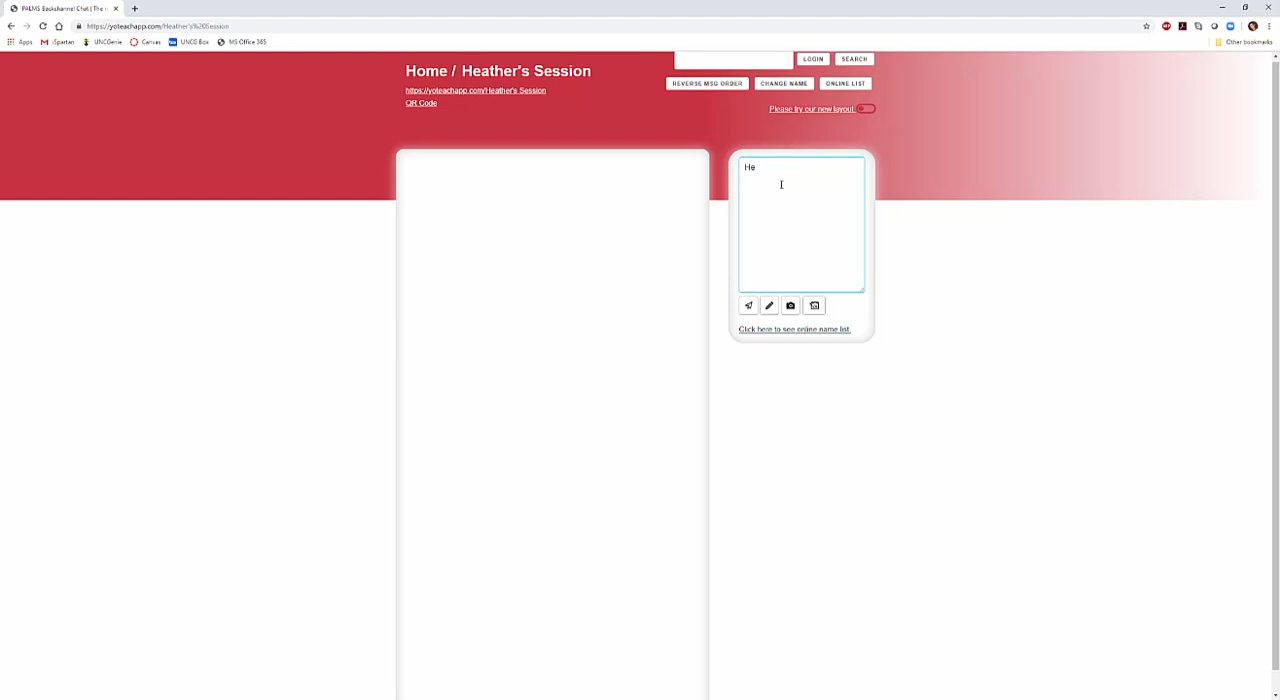 PALMS Backchannel Chat | The n
https://yoteachapp.com/Heather's%20Session
Apps iSpartan UNCGenie Canvas UNCG Box MS Office 365 Other bookmarks
LOGIN SEARCH
Home / Heather's Session
REVERSE MSG ORDER CHANGE NAME ONLINE LIST
https://yoteachapp.com/Heather's Session
QR Code
Please try our new layout
He
Click here to see online name list.